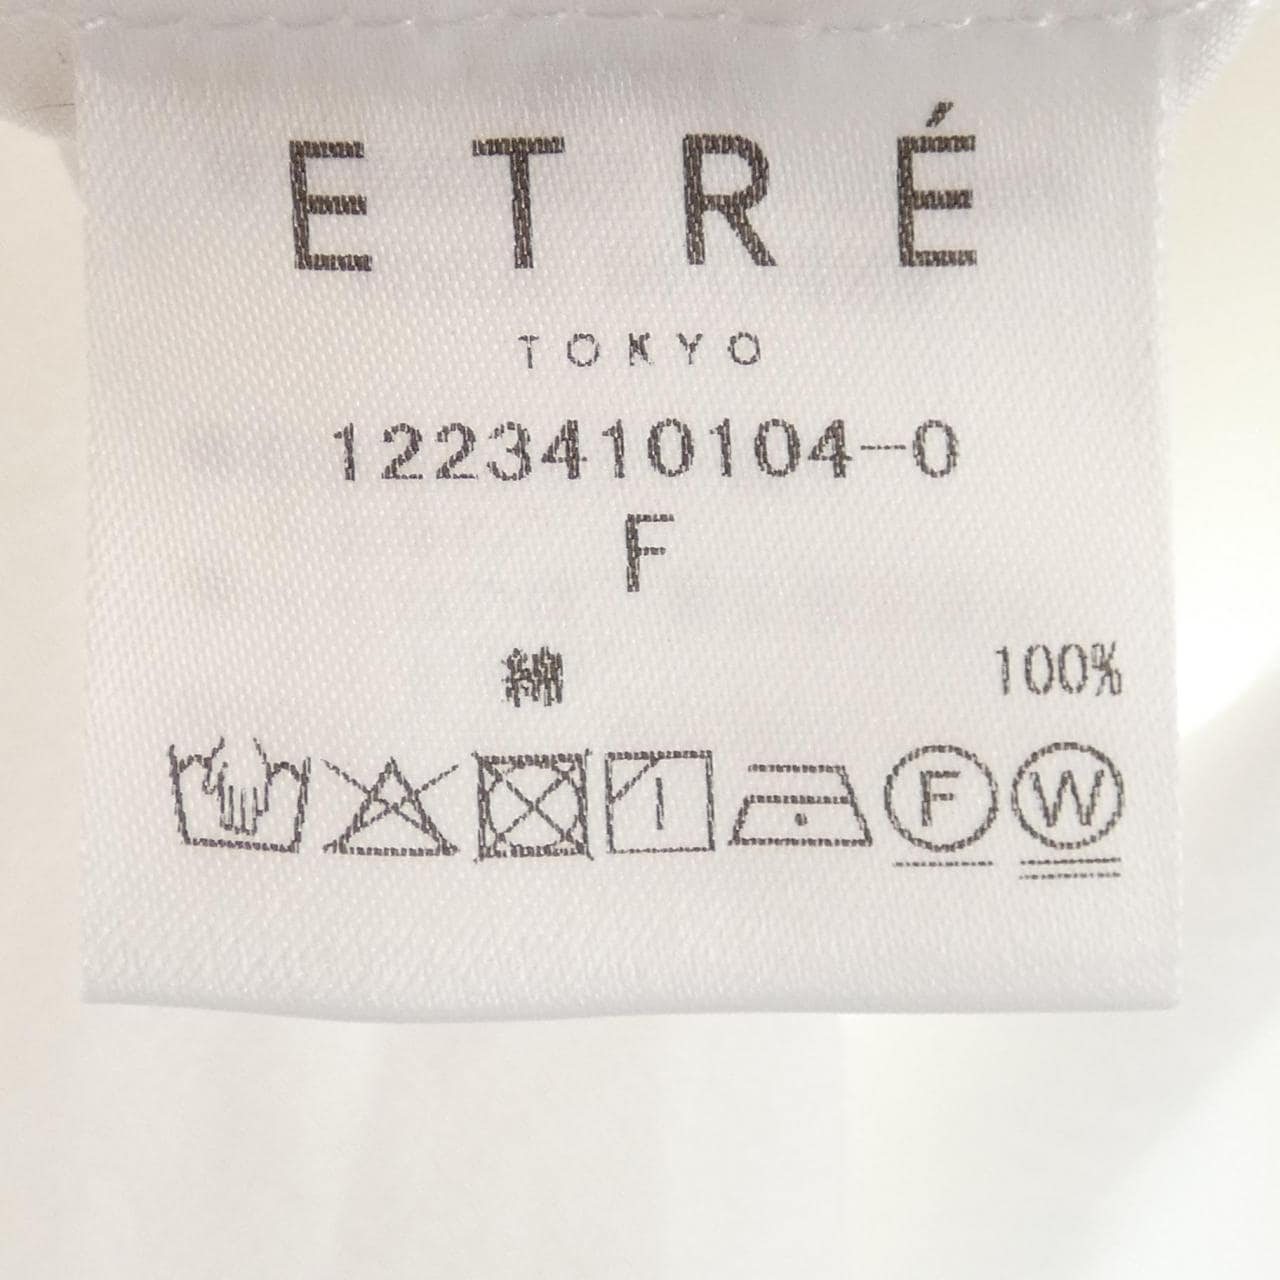 ETRÉ
TOKYO
1223410104-0
F
綿 100%
F W